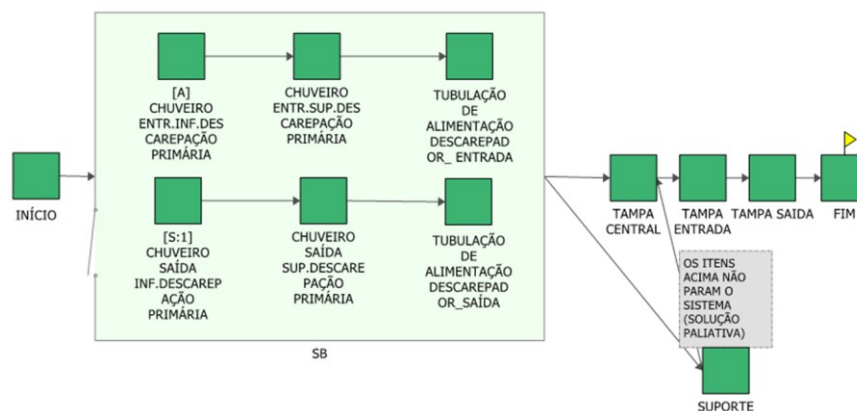 [A]
CHUVEIRO
ENTR.INF.DES
CAREPAÇÃO
PRIMÁRIA
CHUVEIRO
ENTR.SUP.DES
CAREPAÇÃO
PRIMÁRIA
TUBULAÇÃO
DE
ALIMENTAÇÃO
DESCAREPAD
OR_ ENTRADA
INÍCIO
[S:1]
CHUVEIRO
SAÍDA
INF.DESCAREP
AÇÃO
PRIMÁRIA
CHUVEIRO
SAÍDA
SUP.DESCARE
PAÇÃO
PRIMÁRIA
TUBULAÇÃO
DE
ALIMENTAÇÃO
DESCAREPAD
OR_SAÍDA
SB
TAMPA
CENTRAL
TAMPA
ENTRADA
TAMPA SAIDA
FIM
OS ITENS
ACIMA NÃO
PARAM O
SISTEMA
(SOLUÇÃO
PALIATIVA)
SUPORTE